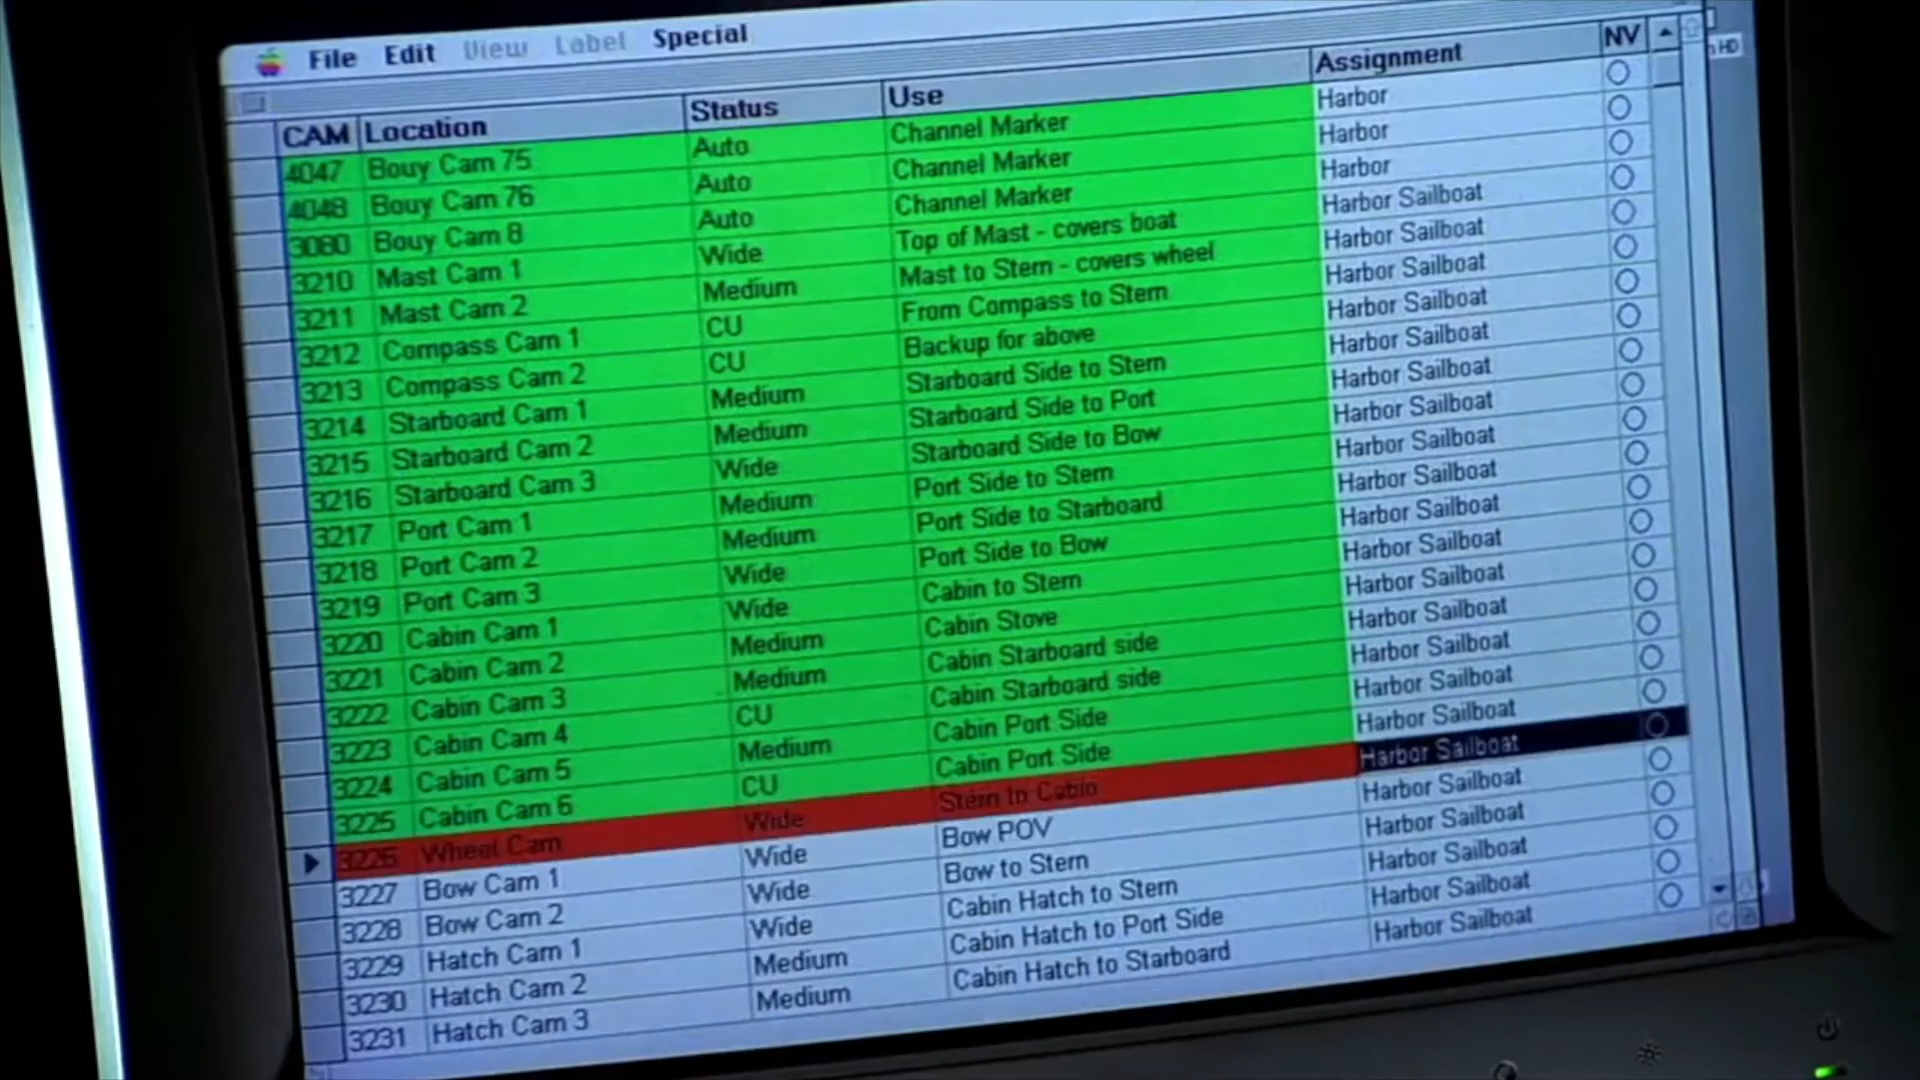 File Edit View Label Special
HD
CAM Location Status Use Assignment NV
4047 Bouy Cam 75 Auto Channel Marker Harbor
4048 Bouy Cam 76 Auto Channel Marker Harbor
3080 Bouy Cam 8 Auto Channel Marker Harbor
3210 Mast Cam 1 Wide Top of Mast - covers boat Harbor Sailboat
3211 Mast Cam 2 Medium Mast to Stern - covers wheel Harbor Sailboat
3212 Compass Cam 1 CU From Compass to Stern Harbor Sailboat
3213 Compass Cam 2 CU Backup for above Harbor Sailboat
3214 Starboard Cam 1 Medium Starboard Side to Stern Harbor Sailboat
3215 Starboard Cam 2 Medium Starboard Side to Port Harbor Sailboat
3216 Starboard Cam 3 Wide Starboard Side to Bow Harbor Sailboat
3217 Port Cam 1 Medium Port Side to Stern Harbor Sailboat
3218 Port Cam 2 Medium Port Side to Starboard Harbor Sailboat
3219 Port Cam 3 Wide Port Side to Bow Harbor Sailboat
3220 Cabin Cam 1 Wide Cabin to Stern Harbor Sailboat
3221 Cabin Cam 2 Medium Cabin Stove Harbor Sailboat
3222 Cabin Cam 3 Medium Cabin Starboard side Harbor Sailboat
3223 Cabin Cam 4 CU Cabin Starboard side Harbor Sailboat
3224 Cabin Cam 5 Medium Cabin Port Side Harbor Sailboat
3225 Cabin Cam 6 CU Cabin Port Side Harbor Sailboat
3226 Wheel Cam Wide Stern to Cabin Harbor Sailboat
3227 Bow Cam 1 Wide Bow POV Harbor Sailboat
3228 Bow Cam 2 Wide Bow to Stern Harbor Sailboat
3229 Hatch Cam 1 Wide Cabin Hatch to Stern Harbor Sailboat
3230 Hatch Cam 2 Medium Cabin Hatch to Port Side Harbor Sailboat
3231 Hatch Cam 3 Medium Cabin Hatch to Starboard Harbor Sailboat